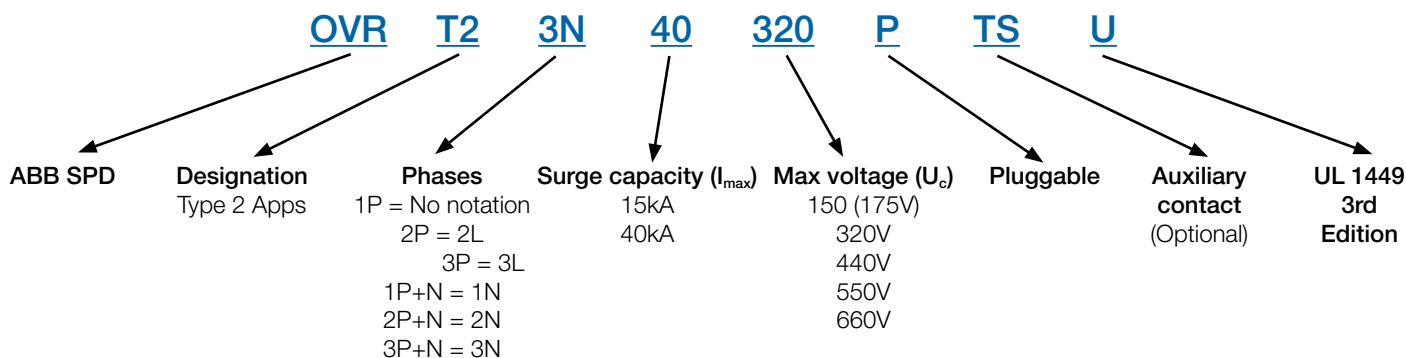 OVR T2 3N 40 320 P TS U
ABB SPD
Designation
Type 2 Apps
Phases
1P = No notation
2P = 2L
3P = 3L
1P+N = 1N
2P+N = 2N
3P+N = 3N
Surge capacity (Imax)
15kA
40kA
Max voltage (Uc)
150 (175V)
320V
440V
550V
660V
Pluggable
Auxiliary
contact
(Optional)
UL 1449
3rd
Edition